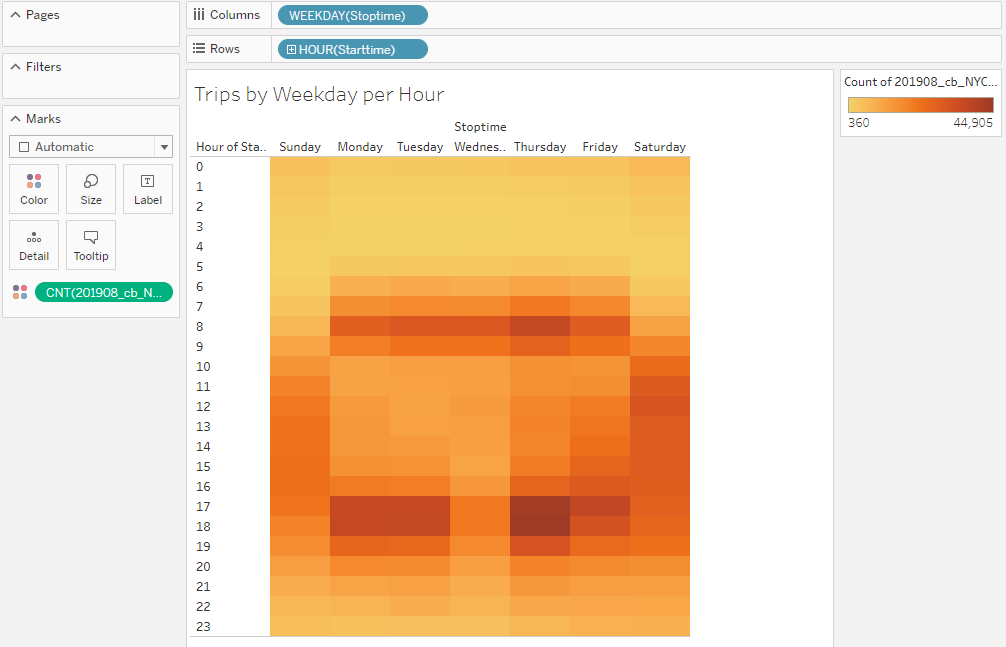 Pages
Columns WEEKDAY(Stoptime)
Rows HOUR(Starttime)
Filters
Marks
Automatic
Color Size Label
Detail Tooltip
CNT(201908_cb_N...
Trips by Weekday per Hour
Stoptime
Hour of Sta.. Sunday Monday Tuesday Wednes.. Thursday Friday Saturday
0
1
2
3
4
5
6
7
8
9
10
11
12
13
14
15
16
17
18
19
20
21
22
23
Count of 201908_cb_NYC...
360 44,905